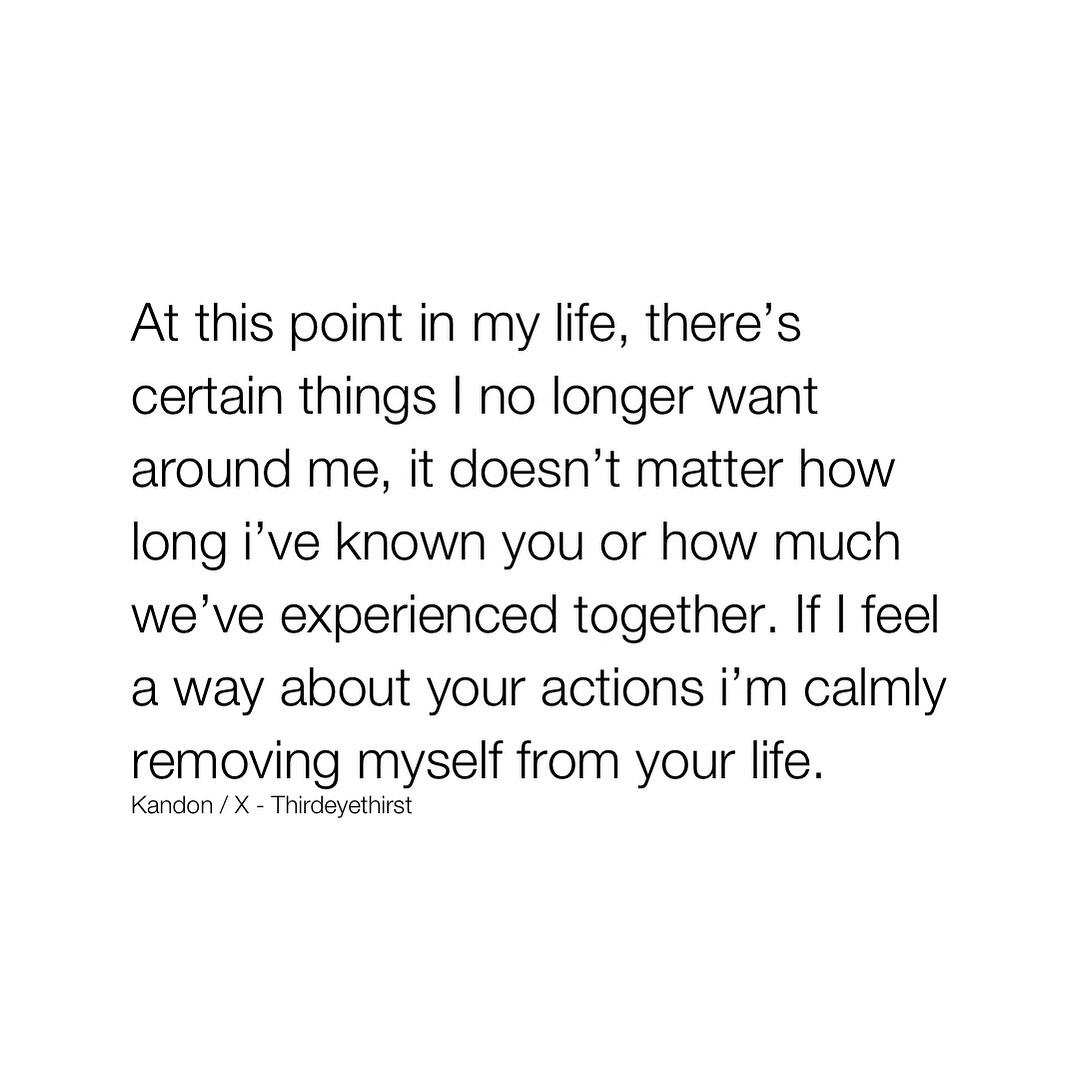 At this point in my life, there’s
certain things I no longer want
around me, it doesn’t matter how
long i’ve known you or how much
we’ve experienced together. If I feel
a way about your actions i’m calmly
removing myself from your life.
Kandon / X - Thirdeyethirst